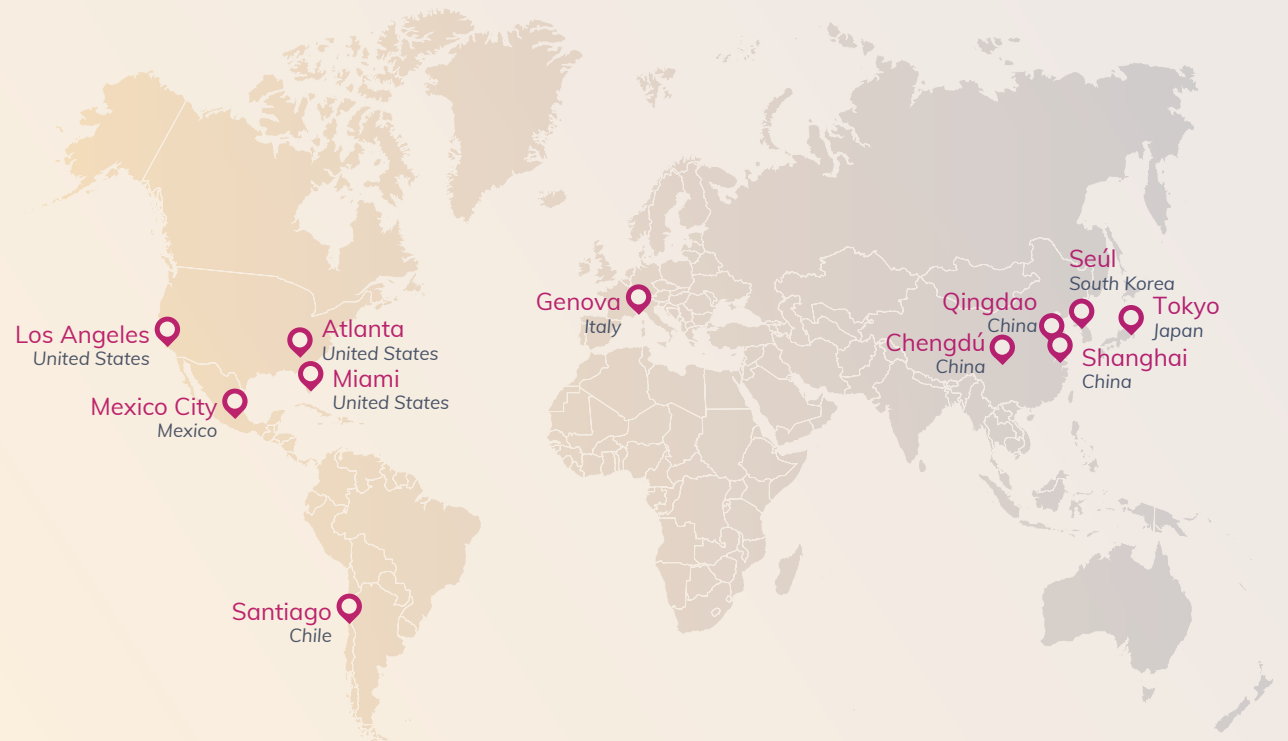 Los Angeles
United States
Atlanta
United States
Miami
United States
Mexico City
Mexico
Santiago
Chile
Genova
Italy
Seúl
South Korea
Qingdao
China
Tokyo
Japan
Chengdú
China
Shanghai
China